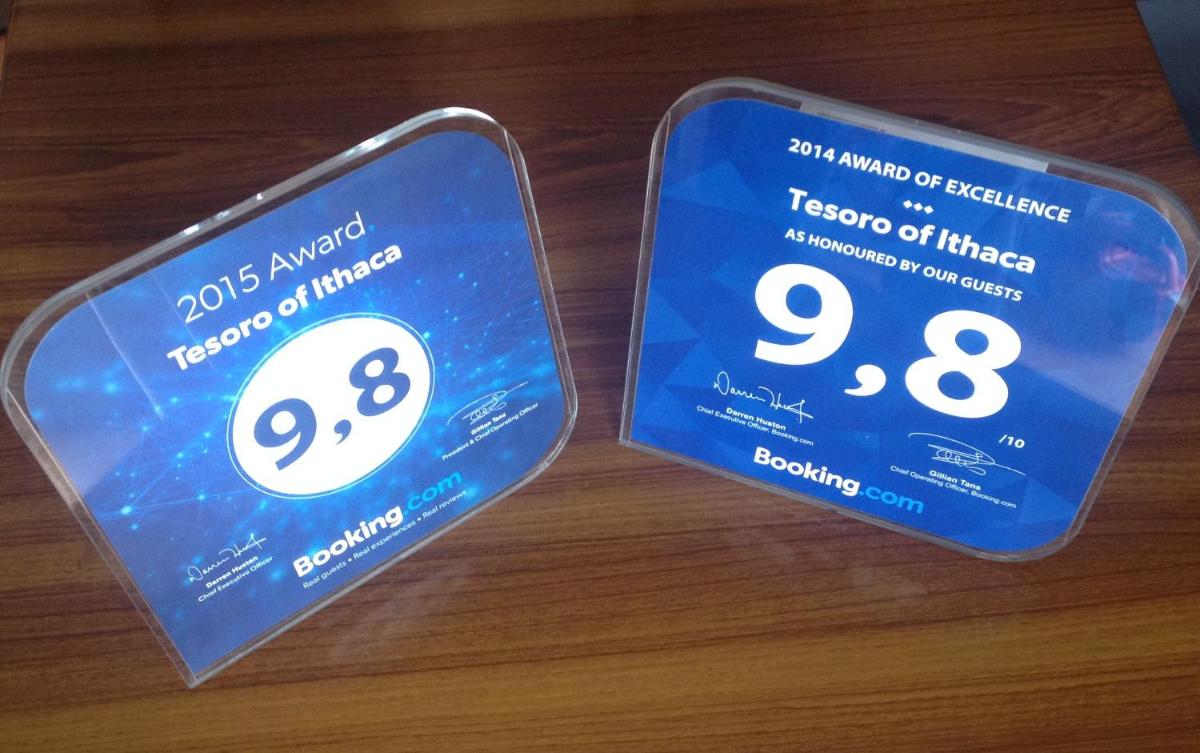 2015 Award.
Tesoro of Ithaca
9,8
Gillian Tans
President & Chief Operating Officer
Darren Huston
Chief Executive Officer
Booking.com
Real guests • Real experiences • Real reviews
2014 AWARD OF EXCELLENCE
Tesoro of Ithaca
AS HONOURED BY OUR GUESTS
9,8
/10
Darren Huston
Chief Executive Officer, Booking.com
Gillian Tans
Chief Operating Officer, Booking.com
Booking.com